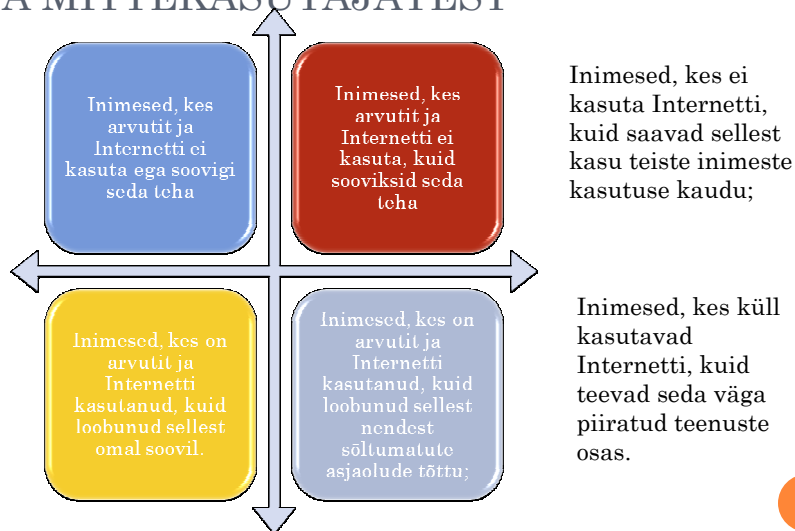 MITTEKASUTAJATEST
Inimesed, kes
arvutit ja
Internetti ei
kasuta ega soovigi
seda teha
Inimesed, kes
arvutit ja
Internetti ei
kasuta, kuid
sooviksid seda
teha
Inimesed, kes on
arvutit ja
Internetti
kasutanud, kuid
loobunud sellest
omal soovil.
Inimesed, kes on
arvutit ja
Internetti
kasutanud, kuid
loobunud sellest
nendest
sõltumatute
asjaolude tõttu;
Inimesed, kes ei
kasuta Internetti,
kuid saavad sellest
kasu teiste inimeste
kasutuse kaudu;
Inimesed, kes küll
kasutavad
Internetti, kuid
teevad seda väga
piiratud teenuste
osas.